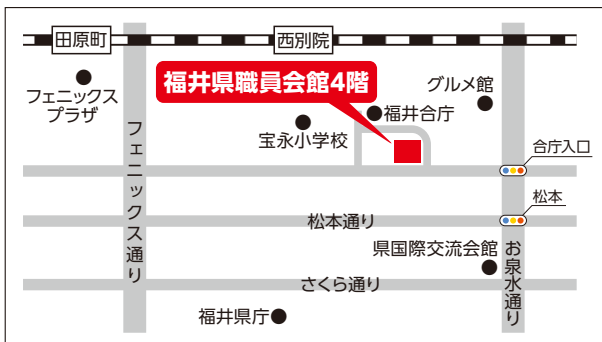 田原町
西別院
福井県職員会館4階
グルメ館
フェニックス
プラザ
福井合庁
宝永小学校
合庁入口
フェニックス通り
松本
松本通り
県国際交流会館
お泉水通り
さくら通り
福井県庁